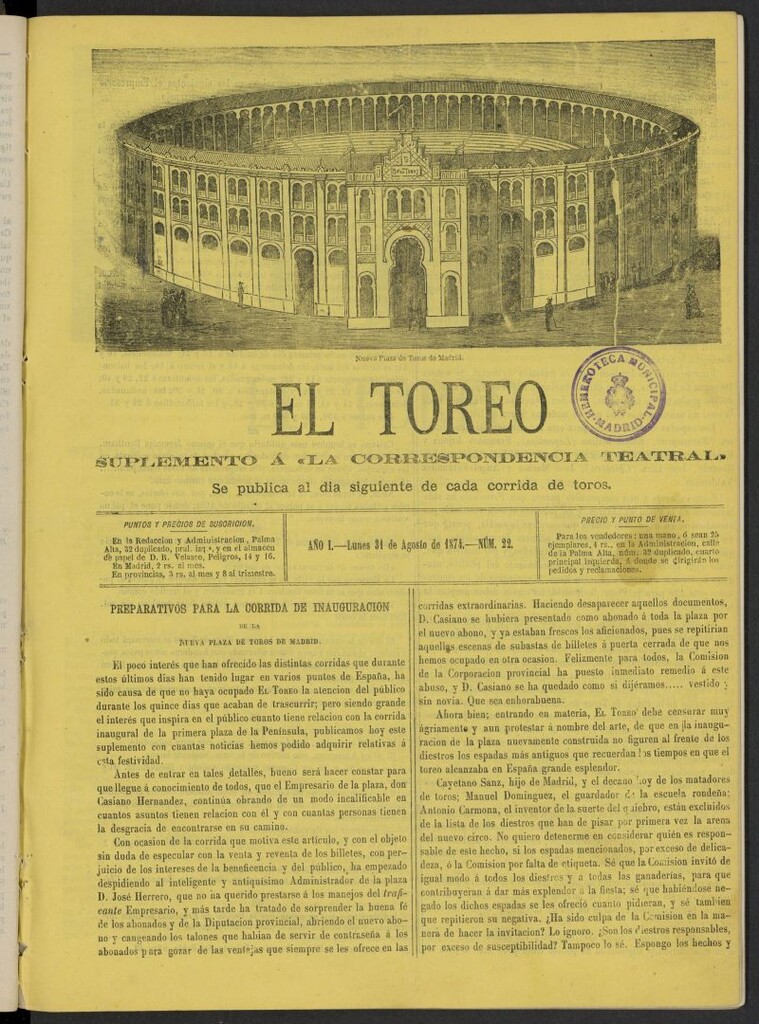 Nueva Plaza de Toros de Madrid.
EL TOREO
HEMEROTECA MUNICIPAL
MADRID
SUPLEMENTO Á «LA CORRESPONDENCIA TEATRAL»
Se publica al dia siguiente de cada corrida de toros.
PUNTOS Y PRECIOS DE SUSCRICION.
En la Redaccion y Administracion, Palma
Alta, 32 duplicado, pral. izq.ª, y en el almacen
de papel de D. R. Velasco, Peligros, 14 y 16.
En Madrid, 2 rs. al mes.
En provincias, 3 rs. al mes y 8 al trimestre.
AÑO I.—Lunes 31 de Agosto de 1874.—NÚM. 22.
PRECIO Y PUNTO DE VENTA.
Para los vendedores: una mano, ó sean 25
ejemplares, 4 rs., en la Administracion, calle
de la Palma Alta, núm. 32 duplicado, cuarto
principal izquierda, á donde se dirigirán los
pedidos y reclamaciones.
PREPARATIVOS PARA LA CORRIDA DE INAUGURACION
DE LA
NUEVA PLAZA DE TOROS DE MADRID.
El poco interés que han ofrecido las distintas corridas que durante
estos últimos dias han tenido lugar en varios puntos de España, ha
sido causa de que no haya ocupado EL TOREO la atencion del público
durante los quince dias que acaban de trascurrir; pero siendo grande
el interés que inspira en el público cuanto tiene relacion con la corrida
inaugural de la primera plaza de la Península, publicamos hoy este
suplemento con cuantas noticias hemos podido adquirir relativas á
esta festividad.
Antes de entrar en tales detalles, bueno será hacer constar para
que llegue á conocimiento de todos, que el Empresario de la plaza, don
Casiano Hernandez, continúa obrando de un modo incalificable en
cuantos asuntos tienen relacion con él y con cuantas personas tienen
la desgracia de encontrarse en su camino.
Con ocasion de la corrida que motiva este artículo, y con el objeto
sin duda de especular con la venta y reventa de los billetes, con per-
juicio de los intereses de la beneficencia y del público, ha empezado
despidiendo al inteligente y antiquísimo Administrador de la plaza
D. José Herrero, que no ha querido prestarse á los manejos del trafi-
cante Empresario, y más tarde ha tratado de sorprender la buena fé
de los abonados y de la Diputacion provincial, abriendo el nuevo abo-
no y cangeando los talones que habian de servir de contraseña á los
abonados para gozar de las ventajas que siempre se les ofrece en las
corridas extraordinarias. Haciendo desaparecer aquellos documentos,
D. Casiano se hubiera presentado como abonado á toda la plaza por
el nuevo abono, y ya estaban frescos los aficionados, pues se repitirian
aquellas escenas de subastas de billetes á puerta cerrada de que nos
hemos ocupado en otra ocasion. Felizmente para todos, la Comision
de la Corporacion provincial ha puesto inmediato remedio á este
abuso, y D. Casiano se ha quedado como si dijéramos..... vestido y
sin novia. Que sea enhorabuena.
Ahora bien; entrando en materia, EL TOREO debe censurar muy
ágriamente y aun protestar á nombre del arte, de que en la inaugu-
racion de la plaza nuevamente construida no figuren al frente de los
diestros los espadas más antiguos que recuerdan los tiempos en que el
toreo alcanzaba en España grande esplendor.
Cayetano Sanz, hijo de Madrid, y el decano hoy de los matadores
de toros; Manuel Dominguez, el guardador de la escuela rondeña;
Antonio Carmona, el inventor de la suerte del quiebro, están excluidos
de la lista de los diestros que han de pisar por primera vez la arena
del nuevo circo. No quiero detenerme en considerar quién es respon-
sable de este hecho, si los espadas mencionados, por exceso de delica-
deza, ó la Comision por falta de etiqueta. Sé que la Comision invitó de
igual modo á todos los diestros y á todas las ganaderías, para que
contribuyeran á dar más explendor á la fiesta; sé que habiéndose ne-
gado los dichos espadas se les ofreció cuanto pidieran, y sé tambien
que repitieron su negativa. ¿Ha sido culpa de la Comision en la ma-
nera de hacer la invitacion? Lo ignoro. ¿Son los diestros responsables,
por exceso de susceptibilidad? Tampoco lo sé. Espongo los hechos y